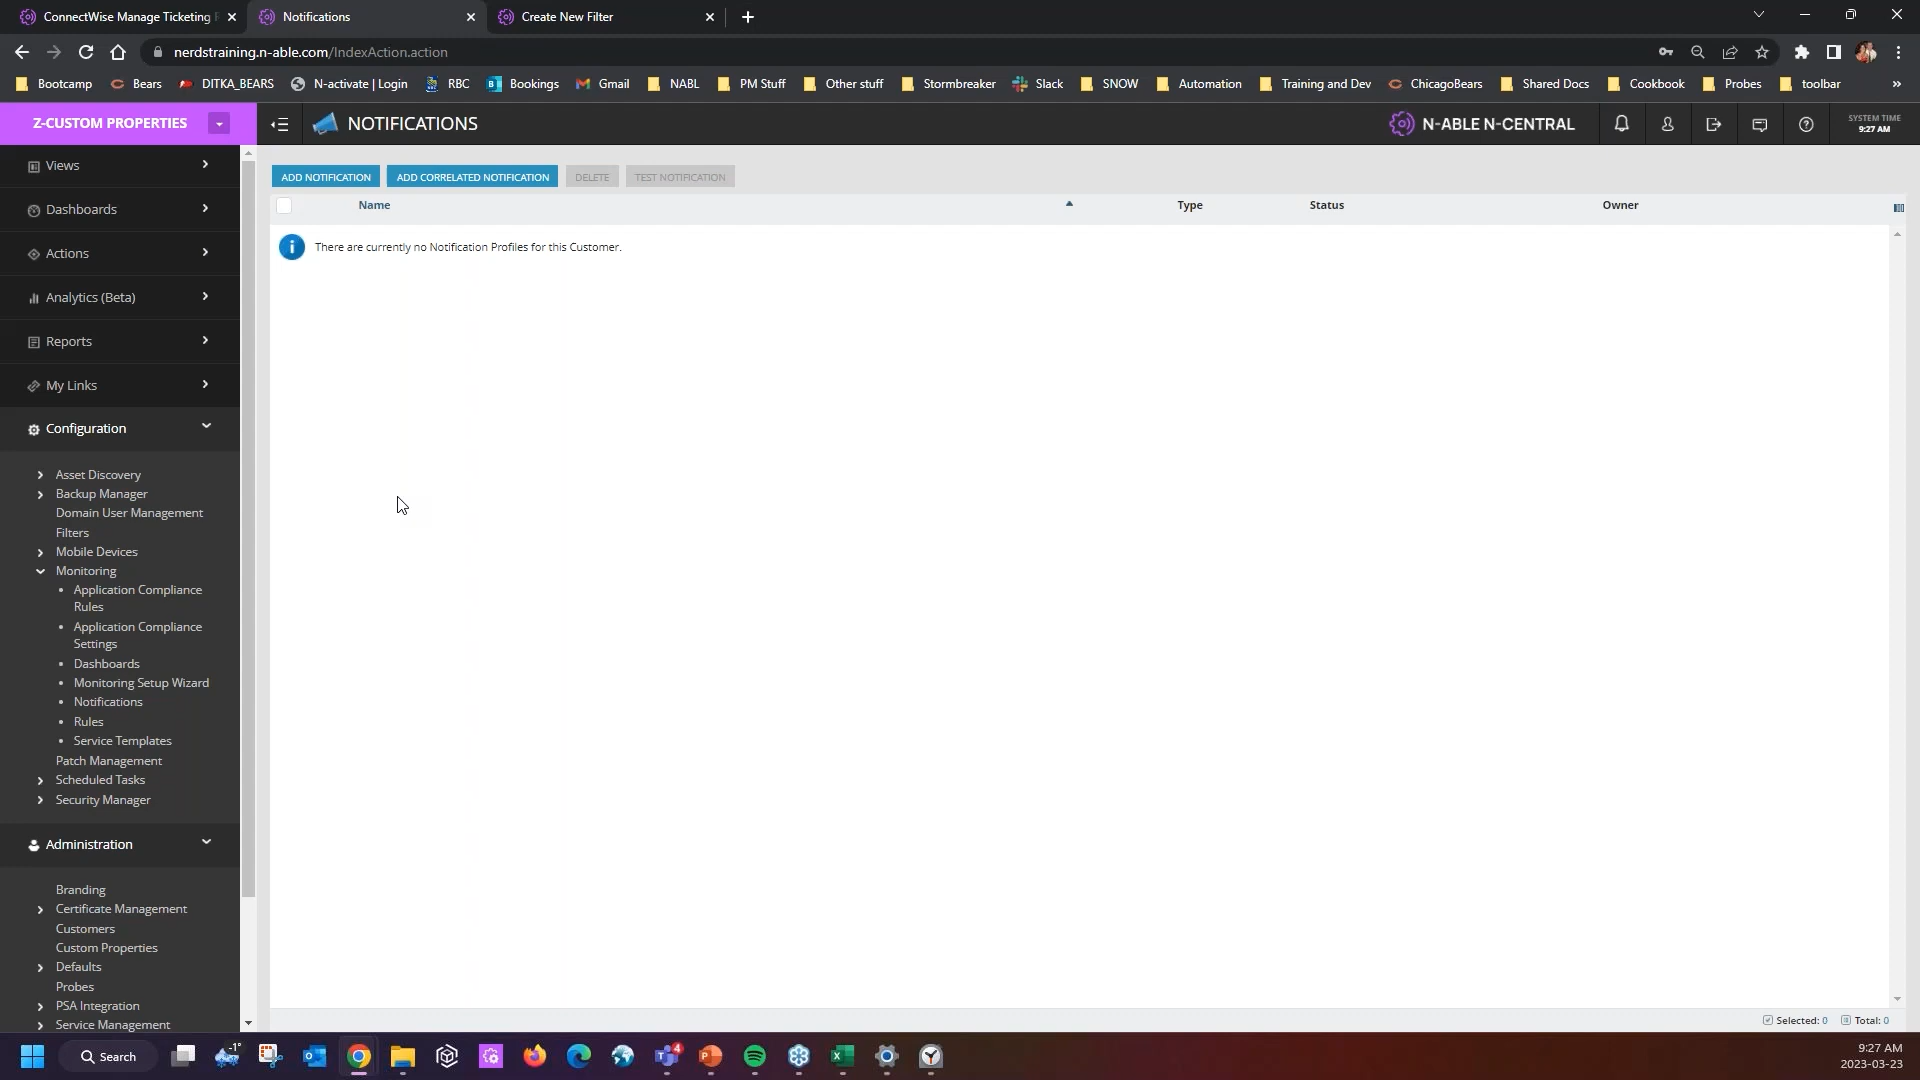 ConnectWise Manage Ticketing
Notifications
Create New Filter
nerdstraining.n-able.com/IndexAction.action
Bootcamp
Bears
DITKA_BEARS
N-activate | Login
RBC
Bookings
Gmail
NABL
PM Stuff
Other stuff
Stormbreaker
Slack
SNOW
Automation
Training and Dev
ChicagoBears
Shared Docs
Cookbook
Probes
toolbar
»
Z-CUSTOM PROPERTIES
NOTIFICATIONS
N-ABLE N-CENTRAL
SYSTEM TIME
9:27 AM
Views
Dashboards
Actions
Analytics (Beta)
Reports
My Links
Configuration
Asset Discovery
Backup Manager
Domain User Management
Filters
Mobile Devices
Monitoring
• Application Compliance
Rules
• Application Compliance
Settings
• Dashboards
• Monitoring Setup Wizard
• Notifications
• Rules
• Service Templates
Patch Management
Scheduled Tasks
Security Manager
Administration
Branding
Certificate Management
Customers
Custom Properties
Defaults
Probes
PSA Integration
Service Management
ADD NOTIFICATION
ADD CORRELATED NOTIFICATION
DELETE
TEST NOTIFICATION
Name
Type
Status
Owner
There are currently no Notification Profiles for this Customer.
Selected: 0
Total: 0
Search
-1°
4
9:27 AM
2023-03-23